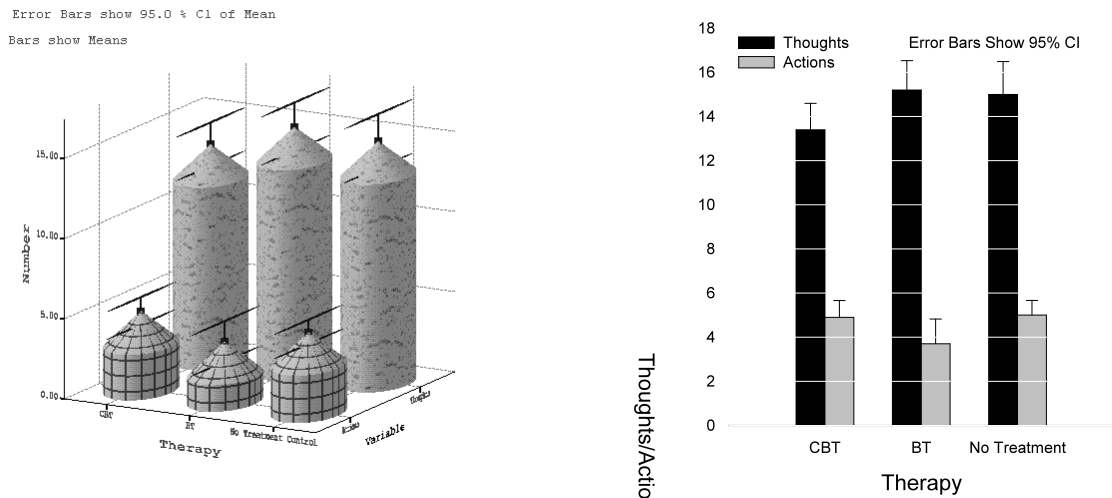 Error Bars show 95.0 % Cl of Mean
Bars show Means
15.00
10.00
5.00
0.00
Number
CBT
BT
No Treatment Control
Therapy
Actions
Thoughts
Variable
18
16
14
12
10
8
6
4
2
0
Thoughts
Actions
Error Bars Show 95% CI
Thoughts/Actio
CBT
BT
No Treatment
Therapy